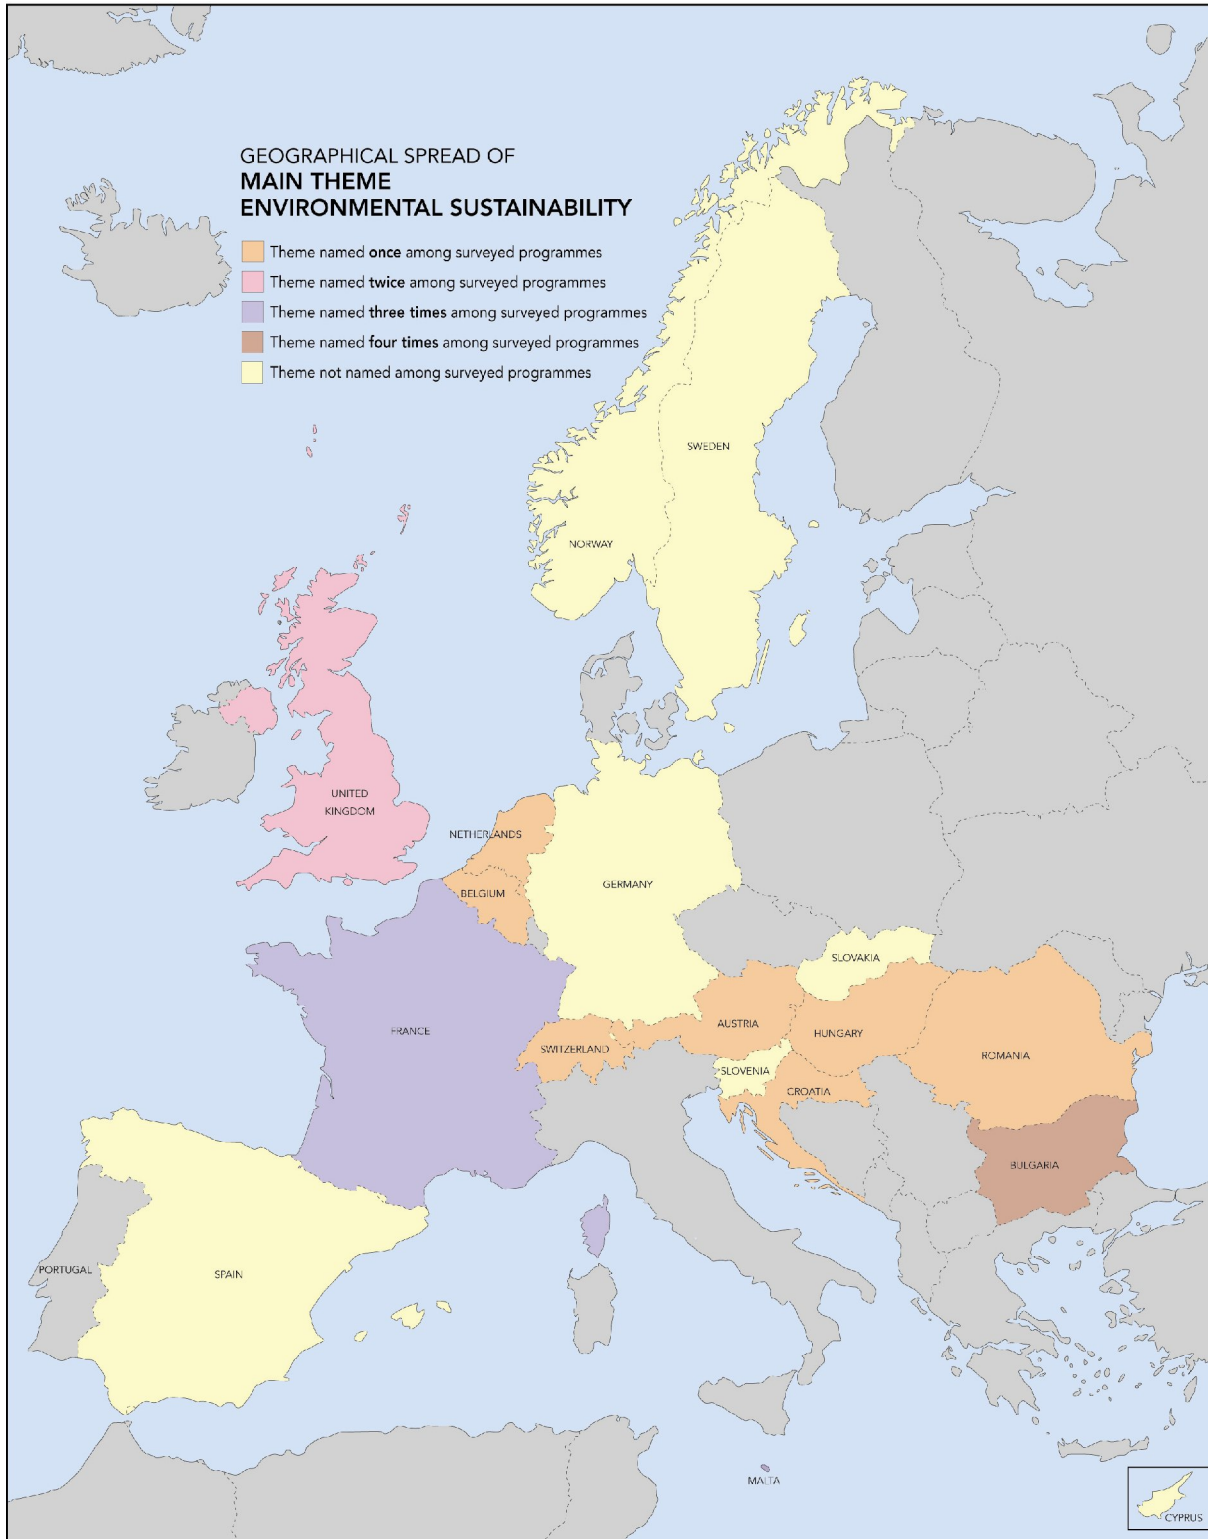 GEOGRAPHICAL SPREAD OF
MAIN THEME
ENVIRONMENTAL SUSTAINABILITY
Theme named once among surveyed programmes
Theme named twice among surveyed programmes
Theme named three times among surveyed programmes
Theme named four times among surveyed programmes
Theme not named among surveyed programmes
SWEDEN
NORWAY
UNITED
KINGDOM
NETHERLANDS
GERMANY
BELGIUM
SLOVAKIA
AUSTRIA
FRANCE
HUNGARY
SWITZERLAND
ROMANIA
SLOVENIA
CROATIA
BULGARIA
PORTUGAL
SPAIN
MALTA
CYPRUS